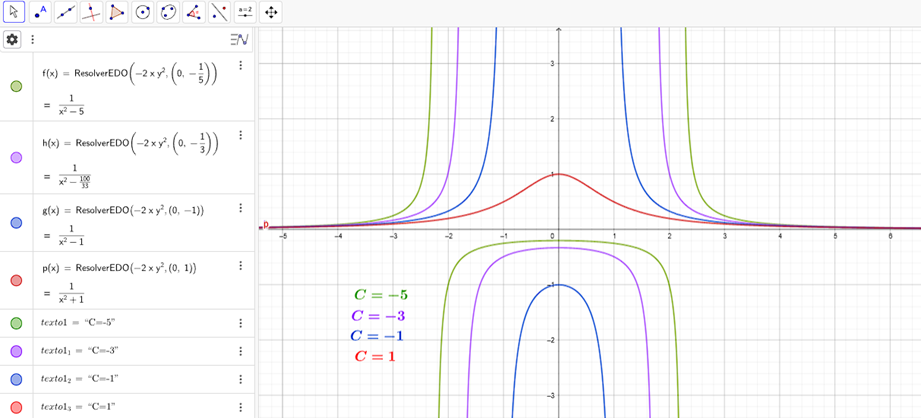 A
a=2
f(x) = ResolverEDO(−2 x y², (0, −1/5))
= 1/(x² − 5)
h(x) = ResolverEDO(−2 x y², (0, −1/3))
= 1/(x² − 100/33)
g(x) = ResolverEDO(−2 x y², (0, −1))
= 1/(x² − 1)
p(x) = ResolverEDO(−2 x y², (0, 1))
= 1/(x² + 1)
texto1 = “C=-5”
texto1₁ = “C=-3”
texto1₂ = “C=-1”
texto1₃ = “C=1”
3
2
1
p
−5 −4 −3 −2 −1 0 1 2 3 4 5 6
−1
−2
−3
C = −5
C = −3
C = −1
C = 1